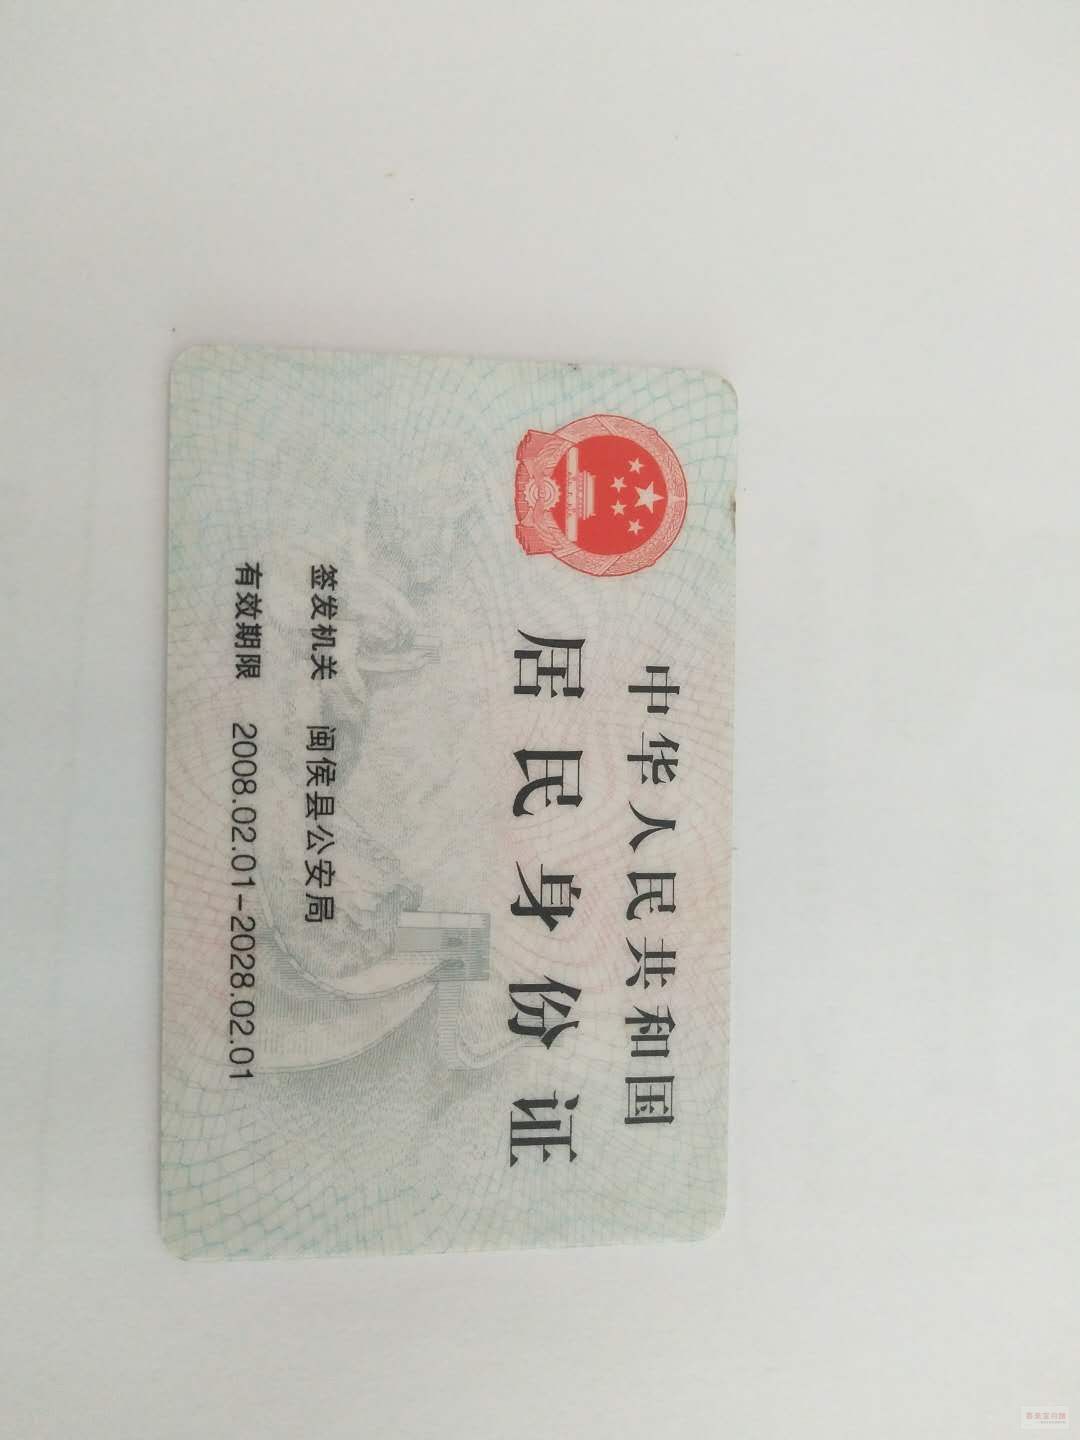 中华人民共和国
居民身份证
签发机关 闽侯县公安局
有效期限 2008.02.01-2028.02.01